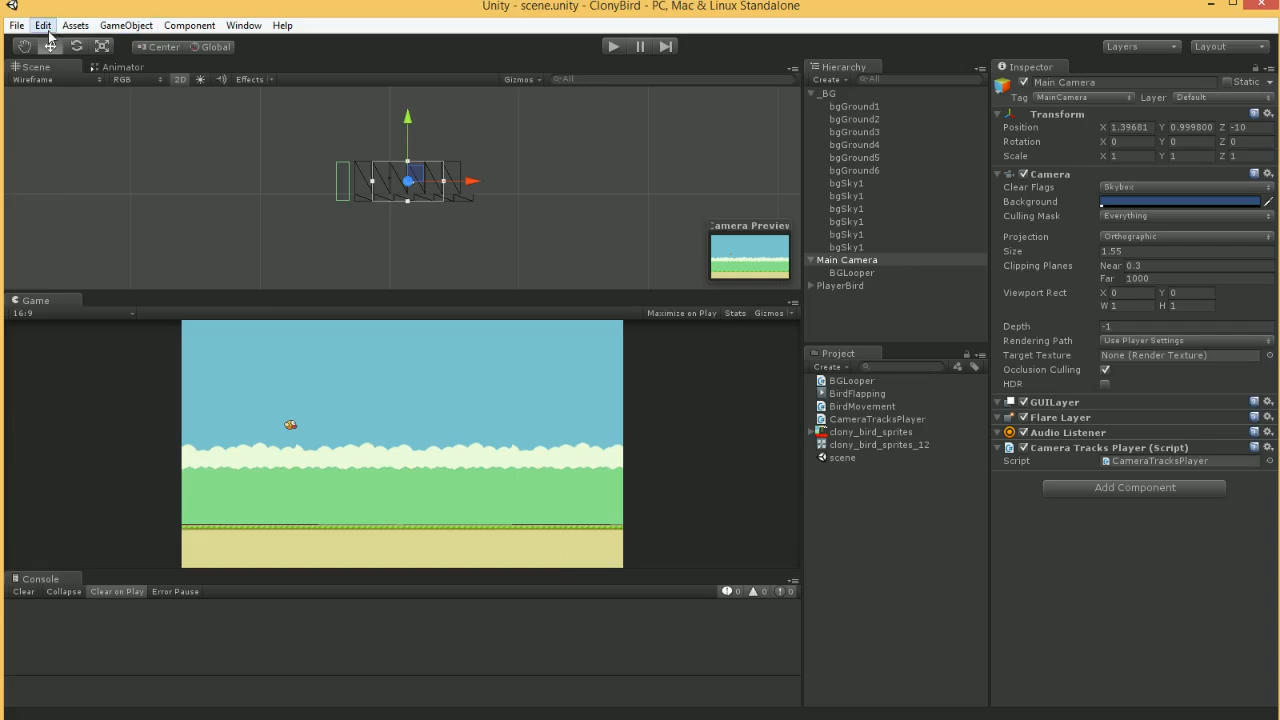 Unity - scene.unity - ClonyBird - PC, Mac & Linux Standalone
File Edit Assets GameObject Component Window Help
Center Global Layers Layout
Scene Animator
Wireframe RGB 2D Effects Gizmos All
Camera Preview
Game
16:9 Maximize on Play Stats Gizmos
Console
Clear Collapse Clear on Play Error Pause 0 0 0
Hierarchy
Create All
_BG
bgGround1
bgGround2
bgGround3
bgGround4
bgGround5
bgGround6
bgSky1
bgSky1
bgSky1
bgSky1
bgSky1
bgSky1
Main Camera
BGLooper
PlayerBird
Project
Create
BGLooper
BirdFlapping
BirdMovement
CameraTracksPlayer
clony_bird_sprites
clony_bird_sprites_12
scene
Inspector
Main Camera Static
Tag MainCamera Layer Default
Transform
Position X 1.39681 Y 0.999800 Z -10
Rotation X 0 Y 0 Z 0
Scale X 1 Y 1 Z 1
Camera
Clear Flags Skybox
Background
Culling Mask Everything
Projection Orthographic
Size 1.55
Clipping Planes Near 0.3
Far 1000
Viewport Rect X 0 Y 0
W 1 H 1
Depth -1
Rendering Path Use Player Settings
Target Texture None (Render Texture)
Occlusion Culling
HDR
GUILayer
Flare Layer
Audio Listener
Camera Tracks Player (Script)
Script CameraTracksPlayer
Add Component